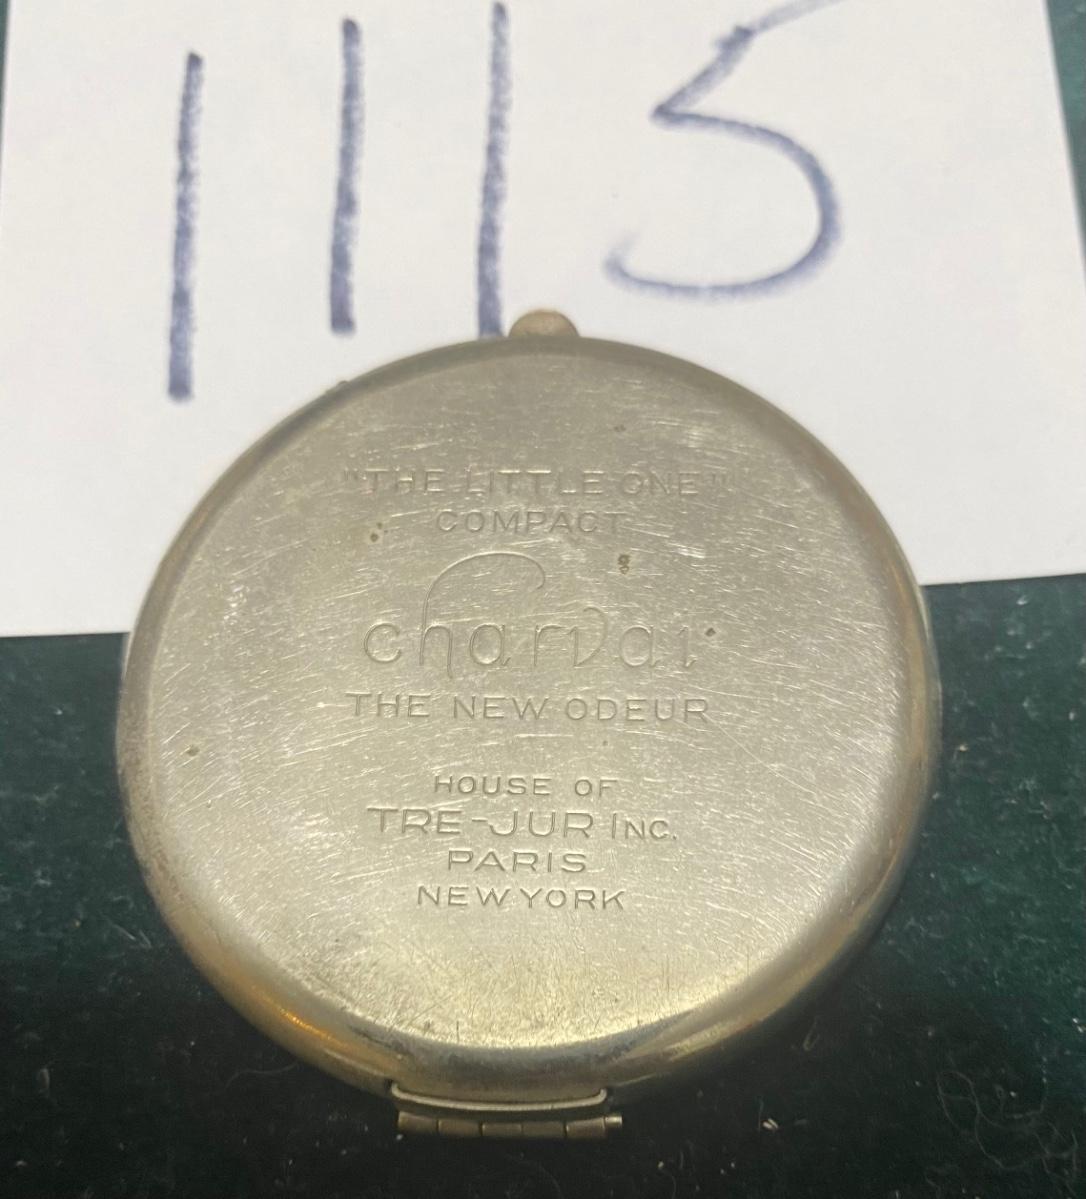 1115
"THE LITTLE ONE"
COMPACT
Charvai
THE NEW ODEUR
HOUSE OF
TRE-JUR INC.
PARIS
NEW YORK